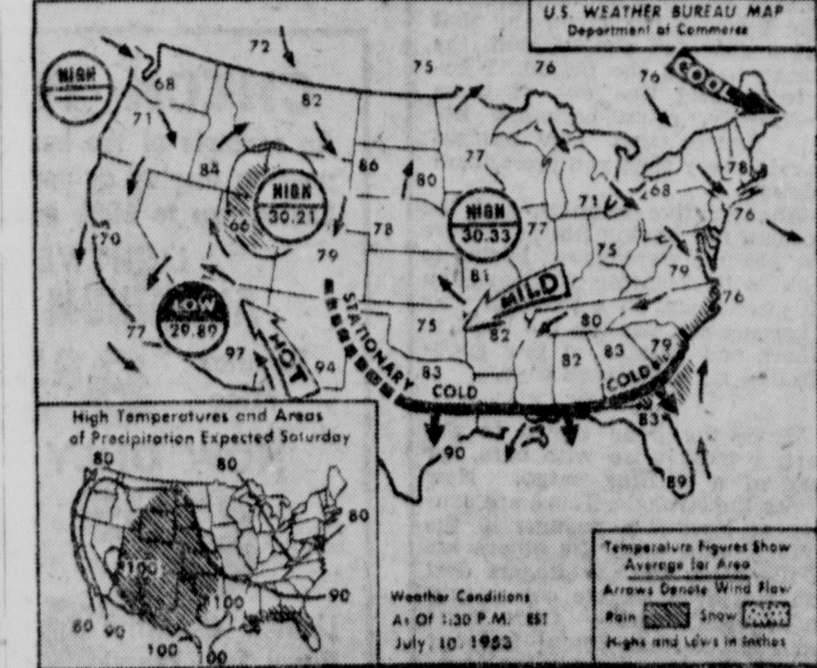 U.S. WEATHER BUREAU MAP
Department of Commerce
72
75
76
76
COOL
HIGH
68
71
82
84
86
77
80
78
HIGH
30.21
66
HIGH
30.33
77
71
68
76
70
78
79
75
79
81
MILD
LOW
29.89
77
97
HOT
94
STATIONARY
75
82
80
76
83
COLD
82
83
79
COLD
83
90
89
High Temperatures and Areas
of Precipitation Expected Saturday
80
80
80
100
100
90
80
90
100
Weather Conditions
As Of 1:30 P.M. EST
July 10, 1953
Temperature Figures Show
Average for Area
Arrows Denote Wind Flow
Rain
Snow
Highs and Lows in Inches